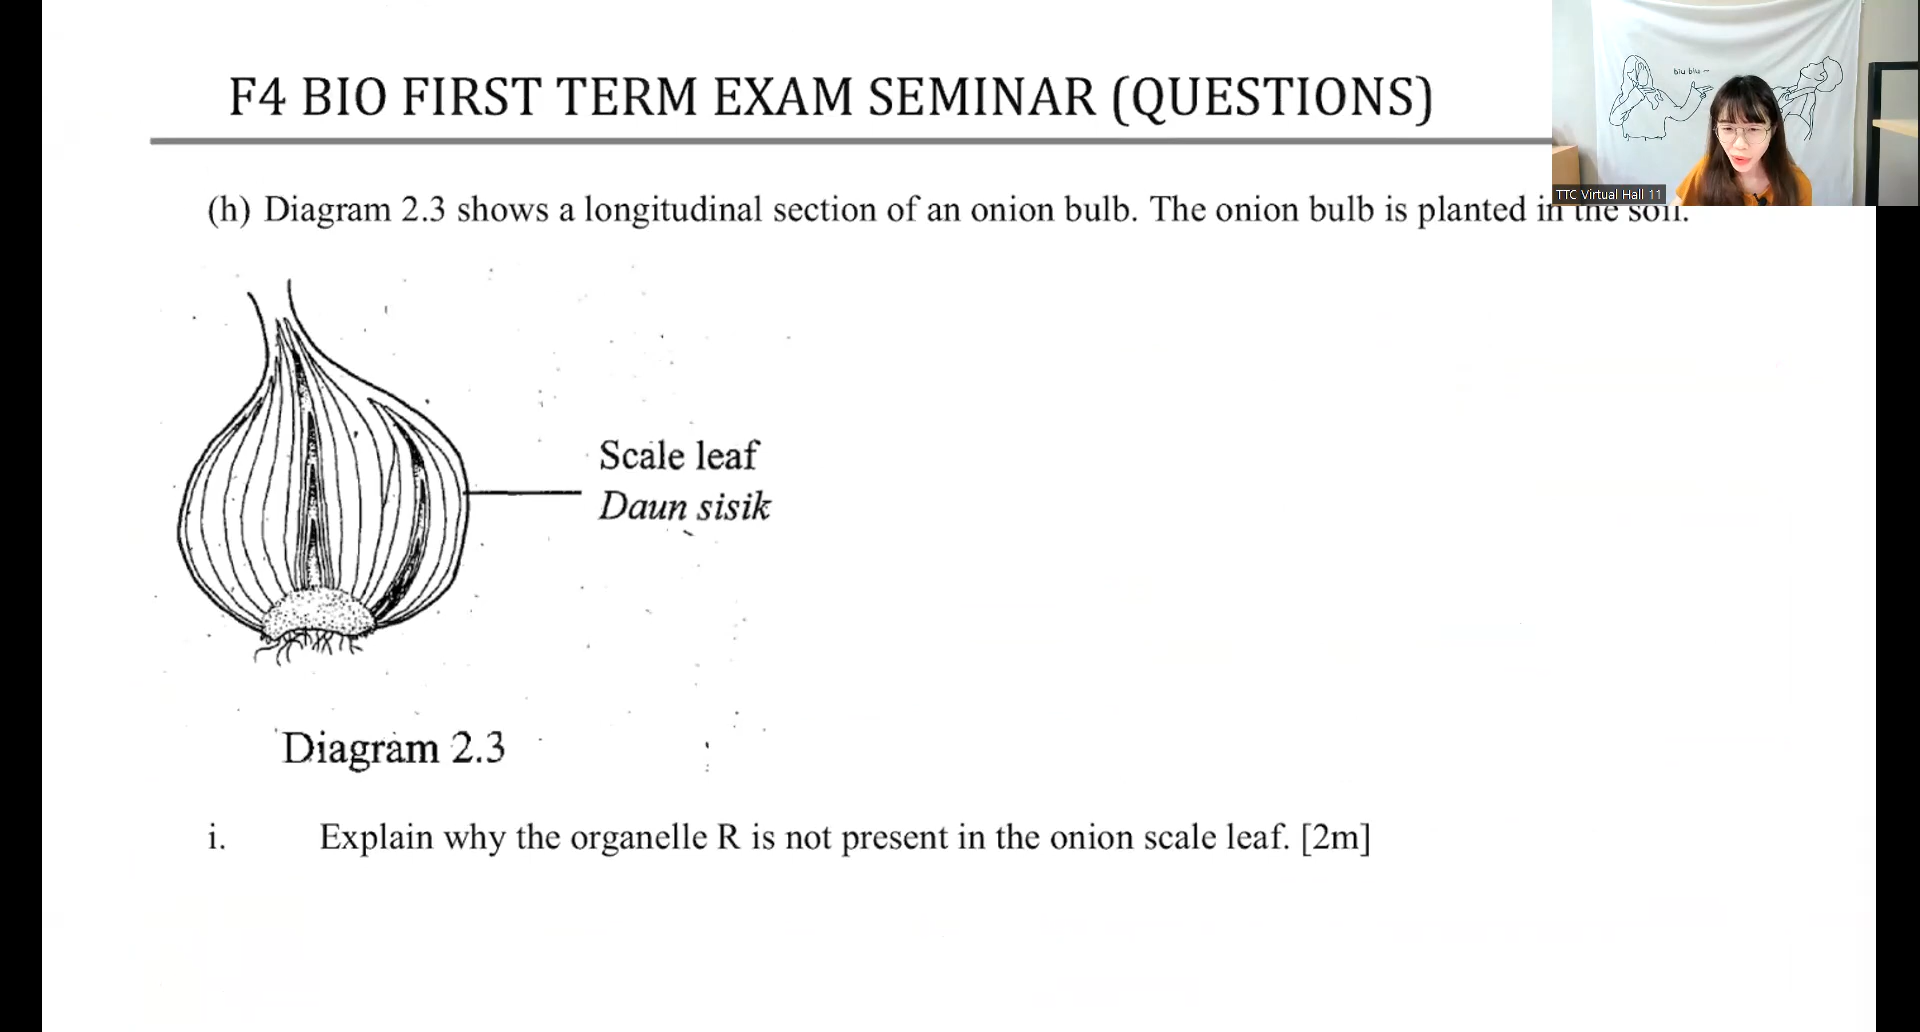 F4 BIO FIRST TERM EXAM SEMINAR (QUESTIONS)
blu blu ~
TTC Virtual Hall 11
(h) Diagram 2.3 shows a longitudinal section of an onion bulb. The onion bulb is planted in the soil.
Scale leaf
Daun sisik
Diagram 2.3
i. Explain why the organelle R is not present in the onion scale leaf. [2m]